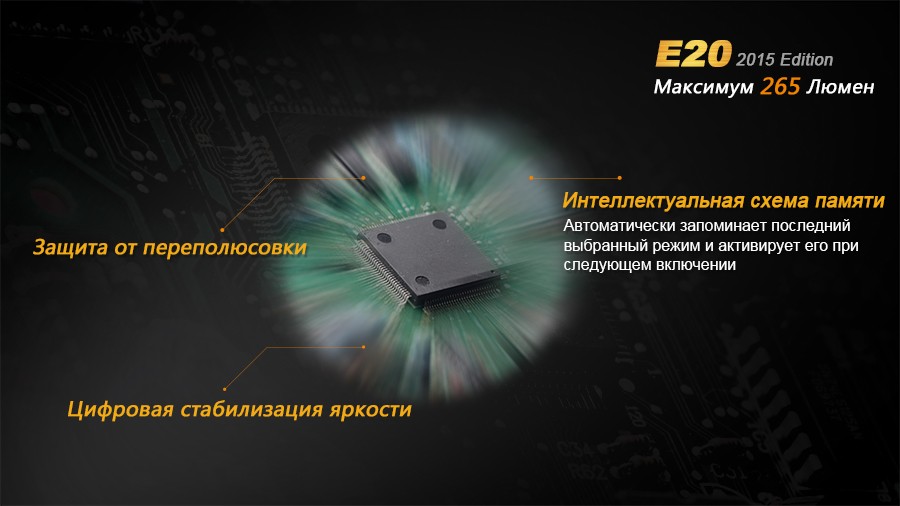 E20 2015 Edition
Максимум 265 Люмен
Интеллектуальная схема памяти
Автоматически запоминает последний
выбранный режим и активирует его при
следующем включении
Защита от переполюсовки
Цифровая стабилизация яркости